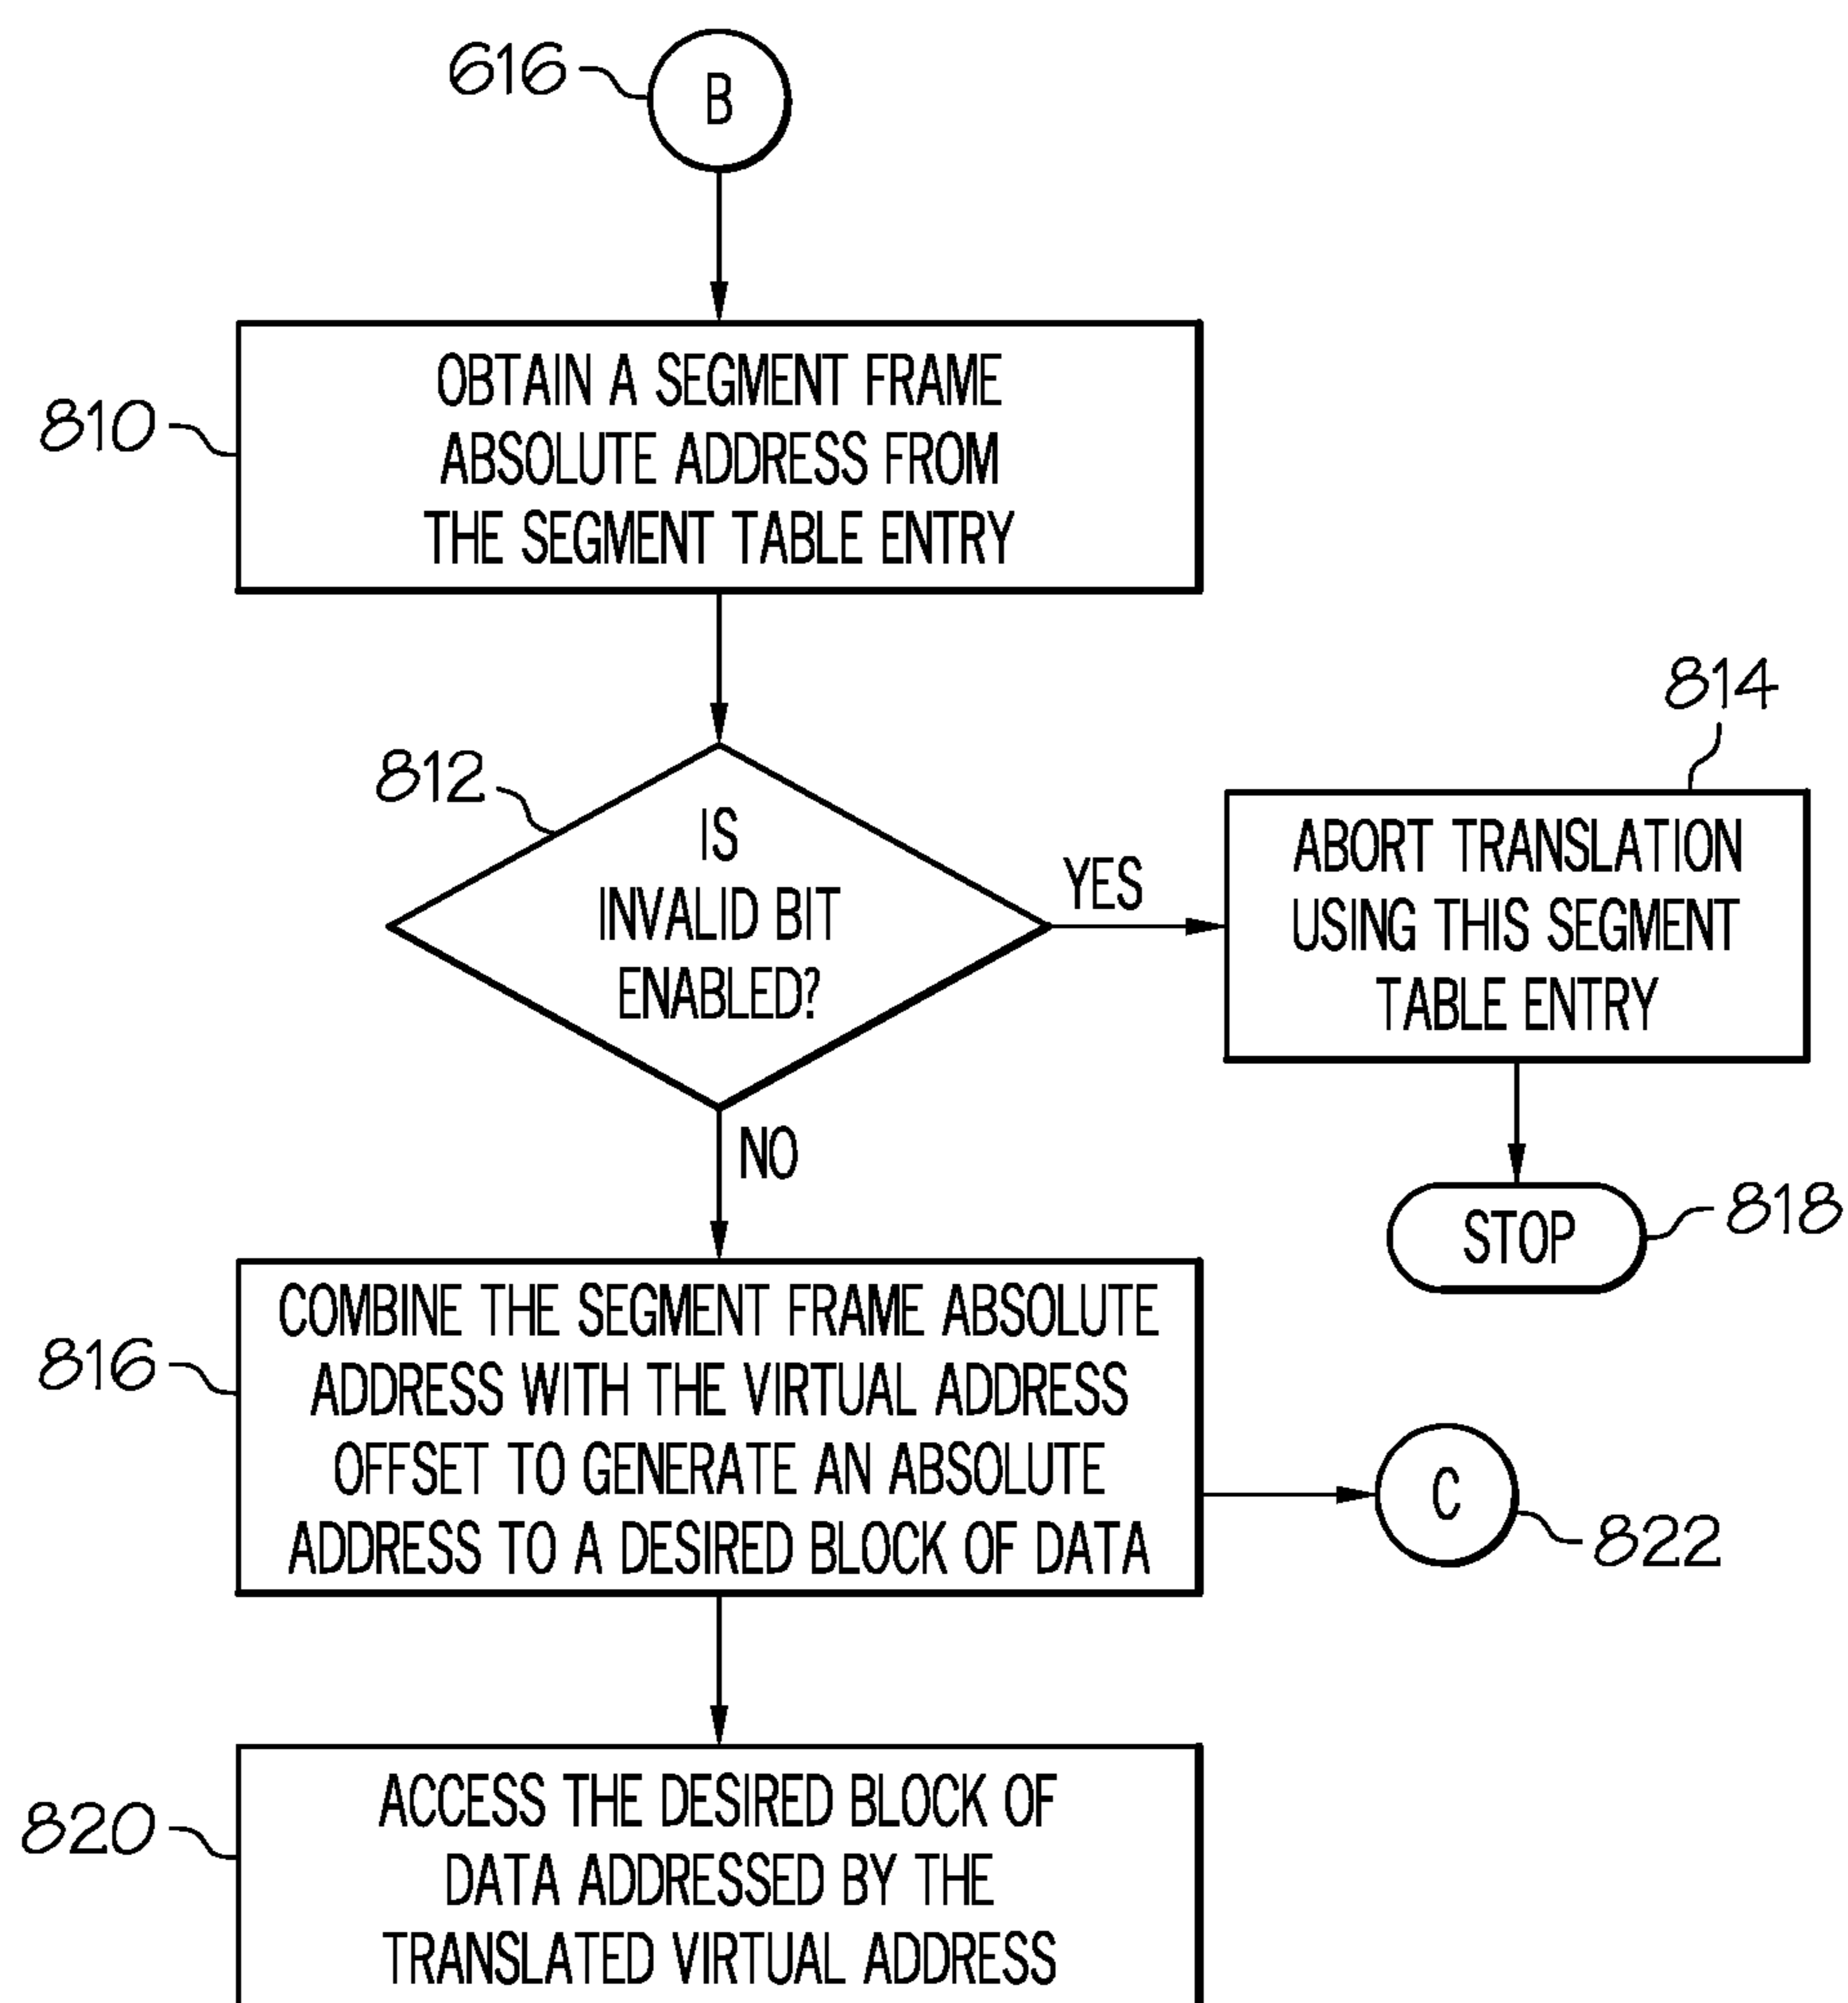 616
B
810
OBTAIN A SEGMENT FRAME
ABSOLUTE ADDRESS FROM
THE SEGMENT TABLE ENTRY
812
IS
INVALID BIT
ENABLED?
YES
814
ABORT TRANSLATION
USING THIS SEGMENT
TABLE ENTRY
STOP
818
NO
816
COMBINE THE SEGMENT FRAME ABSOLUTE
ADDRESS WITH THE VIRTUAL ADDRESS
OFFSET TO GENERATE AN ABSOLUTE
ADDRESS TO A DESIRED BLOCK OF DATA
C
822
820
ACCESS THE DESIRED BLOCK OF
DATA ADDRESSED BY THE
TRANSLATED VIRTUAL ADDRESS